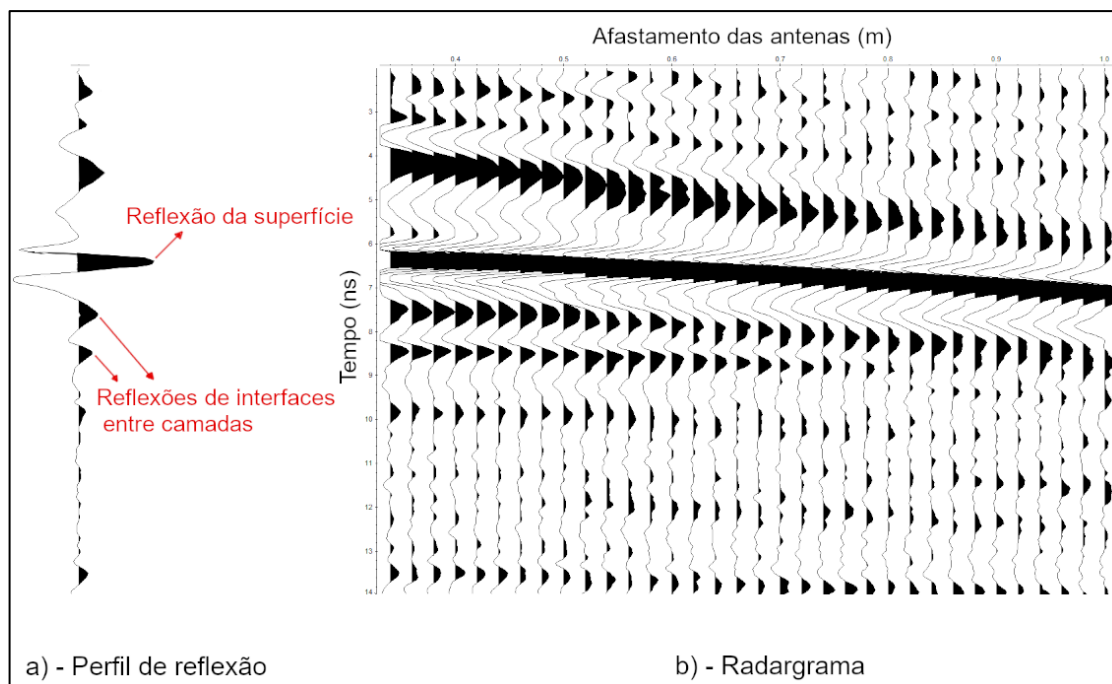 Afastamento das antenas (m)
0.4 0.5 0.6 0.7 0.8 0.9 1.0
Tempo (ns)
3
4
5
6
7
8
9
10
11
12
13
14
Reflexão da superfície
Reflexões de interfaces
entre camadas
a) - Perfil de reflexão
b) - Radargrama